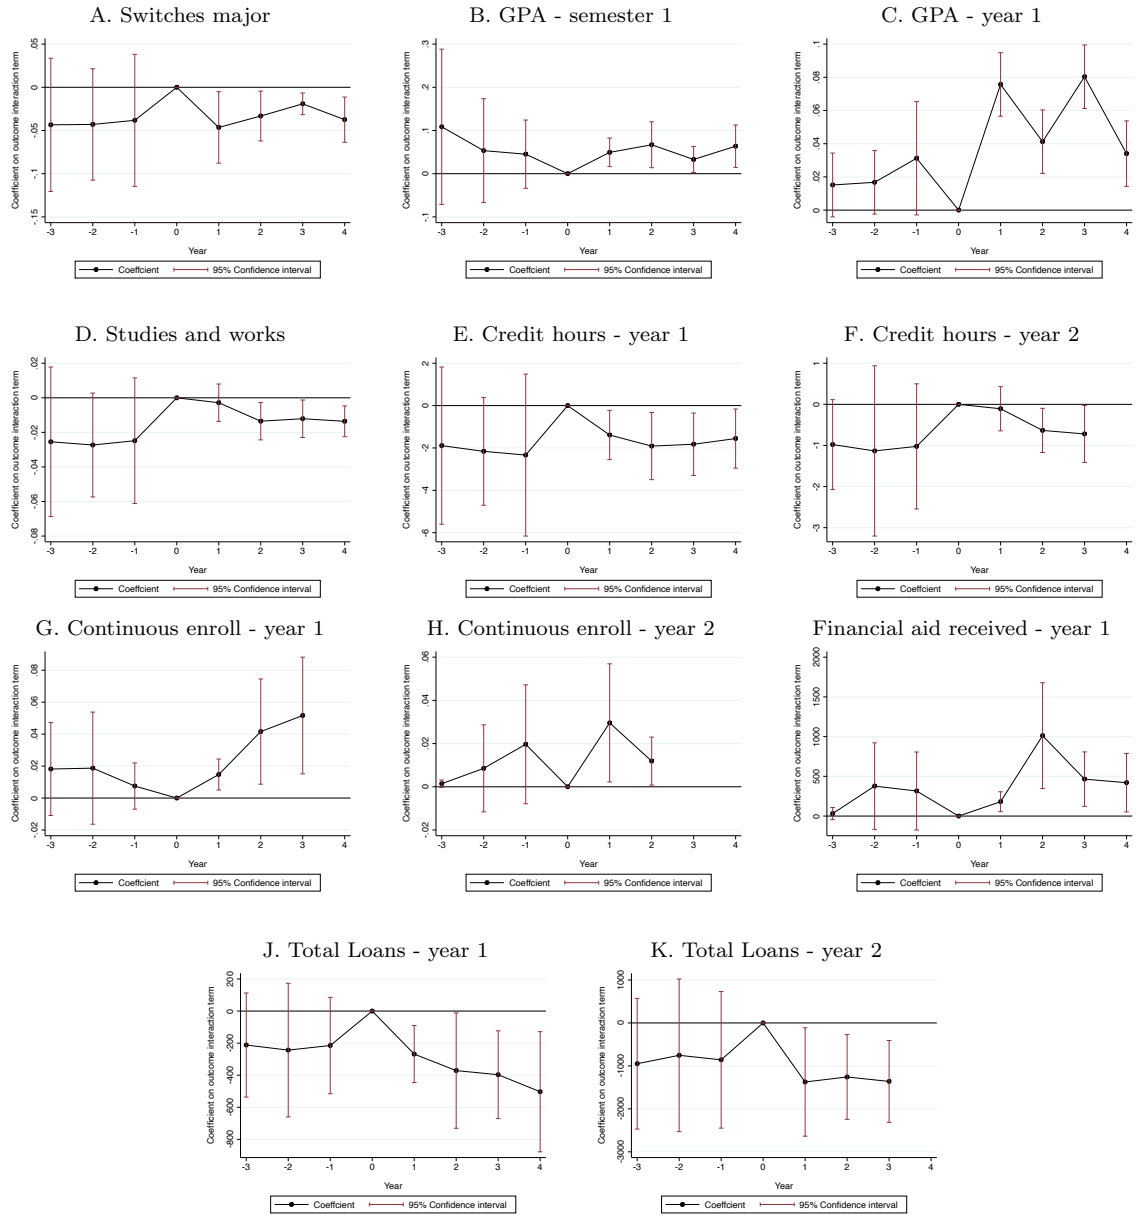 A. Switches major
Coefficient on outcome interaction term
.05
0
-.05
-.1
-.15
-3 -2 -1 0 1 2 3 4
Year
Coeffcient 95% Confidence interval
B. GPA - semester 1
Coefficient on outcome interaction term
.3
.2
.1
0
-.1
-3 -2 -1 0 1 2 3 4
Year
Coeffcient 95% Confidence interval
C. GPA - year 1
Coefficient on outcome interaction term
.1
.08
.06
.04
.02
0
-3 -2 -1 0 1 2 3 4
Year
Coeffcient 95% Confidence interval
D. Studies and works
Coefficient on outcome interaction term
.02
0
-.02
-.04
-.06
-.08
-3 -2 -1 0 1 2 3 4
Year
Coeffcient 95% Confidence interval
E. Credit hours - year 1
Coefficient on outcome interaction term
2
0
-2
-4
-6
-3 -2 -1 0 1 2 3 4
Year
Coeffcient 95% Confidence interval
F. Credit hours - year 2
Coefficient on outcome interaction term
1
0
-1
-2
-3
-3 -2 -1 0 1 2 3 4
Year
Coeffcient 95% Confidence interval
G. Continuous enroll - year 1
Coefficient on outcome interaction term
.08
.06
.04
.02
0
-.02
-3 -2 -1 0 1 2 3 4
Year
Coeffcient 95% Confidence interval
H. Continuous enroll - year 2
Coefficient on outcome interaction term
.06
.04
.02
0
-.02
-3 -2 -1 0 1 2 3 4
Year
Coeffcient 95% Confidence interval
Financial aid received - year 1
Coefficient on outcome interaction term
2000
1500
1000
500
0
-3 -2 -1 0 1 2 3 4
Year
Coeffcient 95% Confidence interval
J. Total Loans - year 1
Coefficient on outcome interaction term
200
0
-200
-400
-600
-800
-3 -2 -1 0 1 2 3 4
Year
Coeffcient 95% Confidence interval
K. Total Loans - year 2
Coefficient on outcome interaction term
1000
0
-1000
-2000
-3000
-3 -2 -1 0 1 2 3 4
Year
Coeffcient 95% Confidence interval